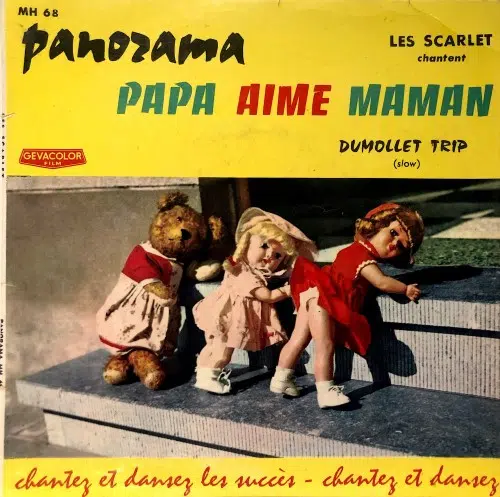 MH 68
panorama
LES SCARLET
chantent
PAPA AIME MAMAN
DUMOLLET TRIP
(slow)
GEVACOLOR
FILM
chantez et dansez les succès - chantez et dansez